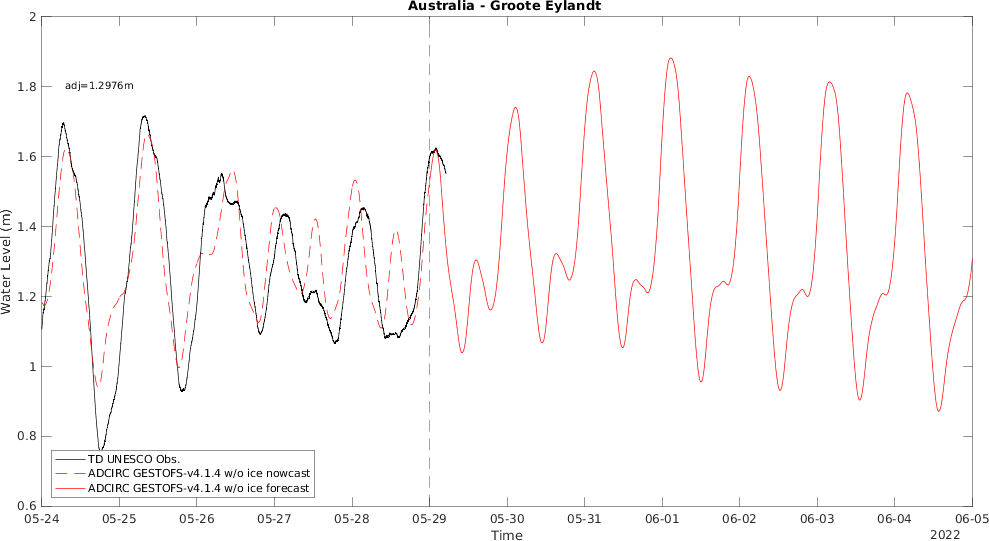 Australia - Groote Eylandt
2
1.8
adj=1.2976m
1.6
1.4
Water Level (m)
1.2
1
0.8
TD UNESCO Obs.
ADCIRC GESTOFS-v4.1.4 w/o ice nowcast
ADCIRC GESTOFS-v4.1.4 w/o ice forecast
0.6
05-24 05-25 05-26 05-27 05-28 05-29 05-30 05-31 06-01 06-02 06-03 06-04 06-05
Time
2022